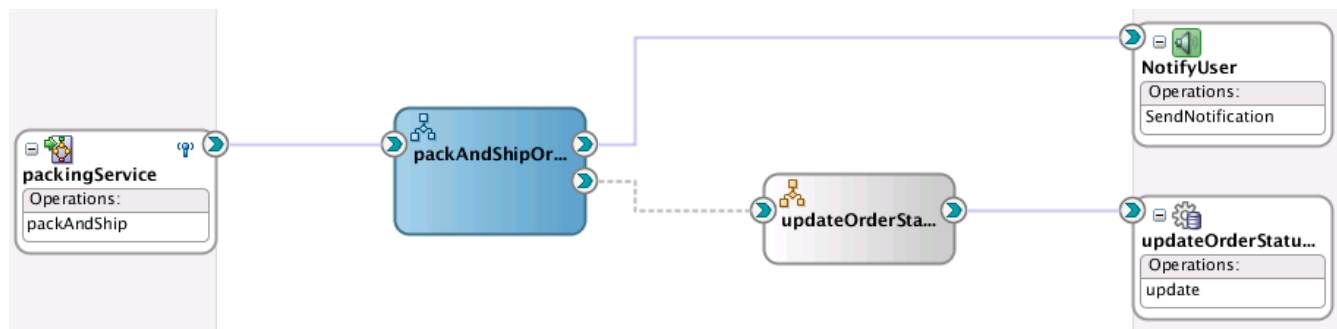 packingService
Operations:
packAndShip
packAndShipOr...
updateOrderSta...
NotifyUser
Operations:
SendNotification
updateOrderStatu...
Operations:
update